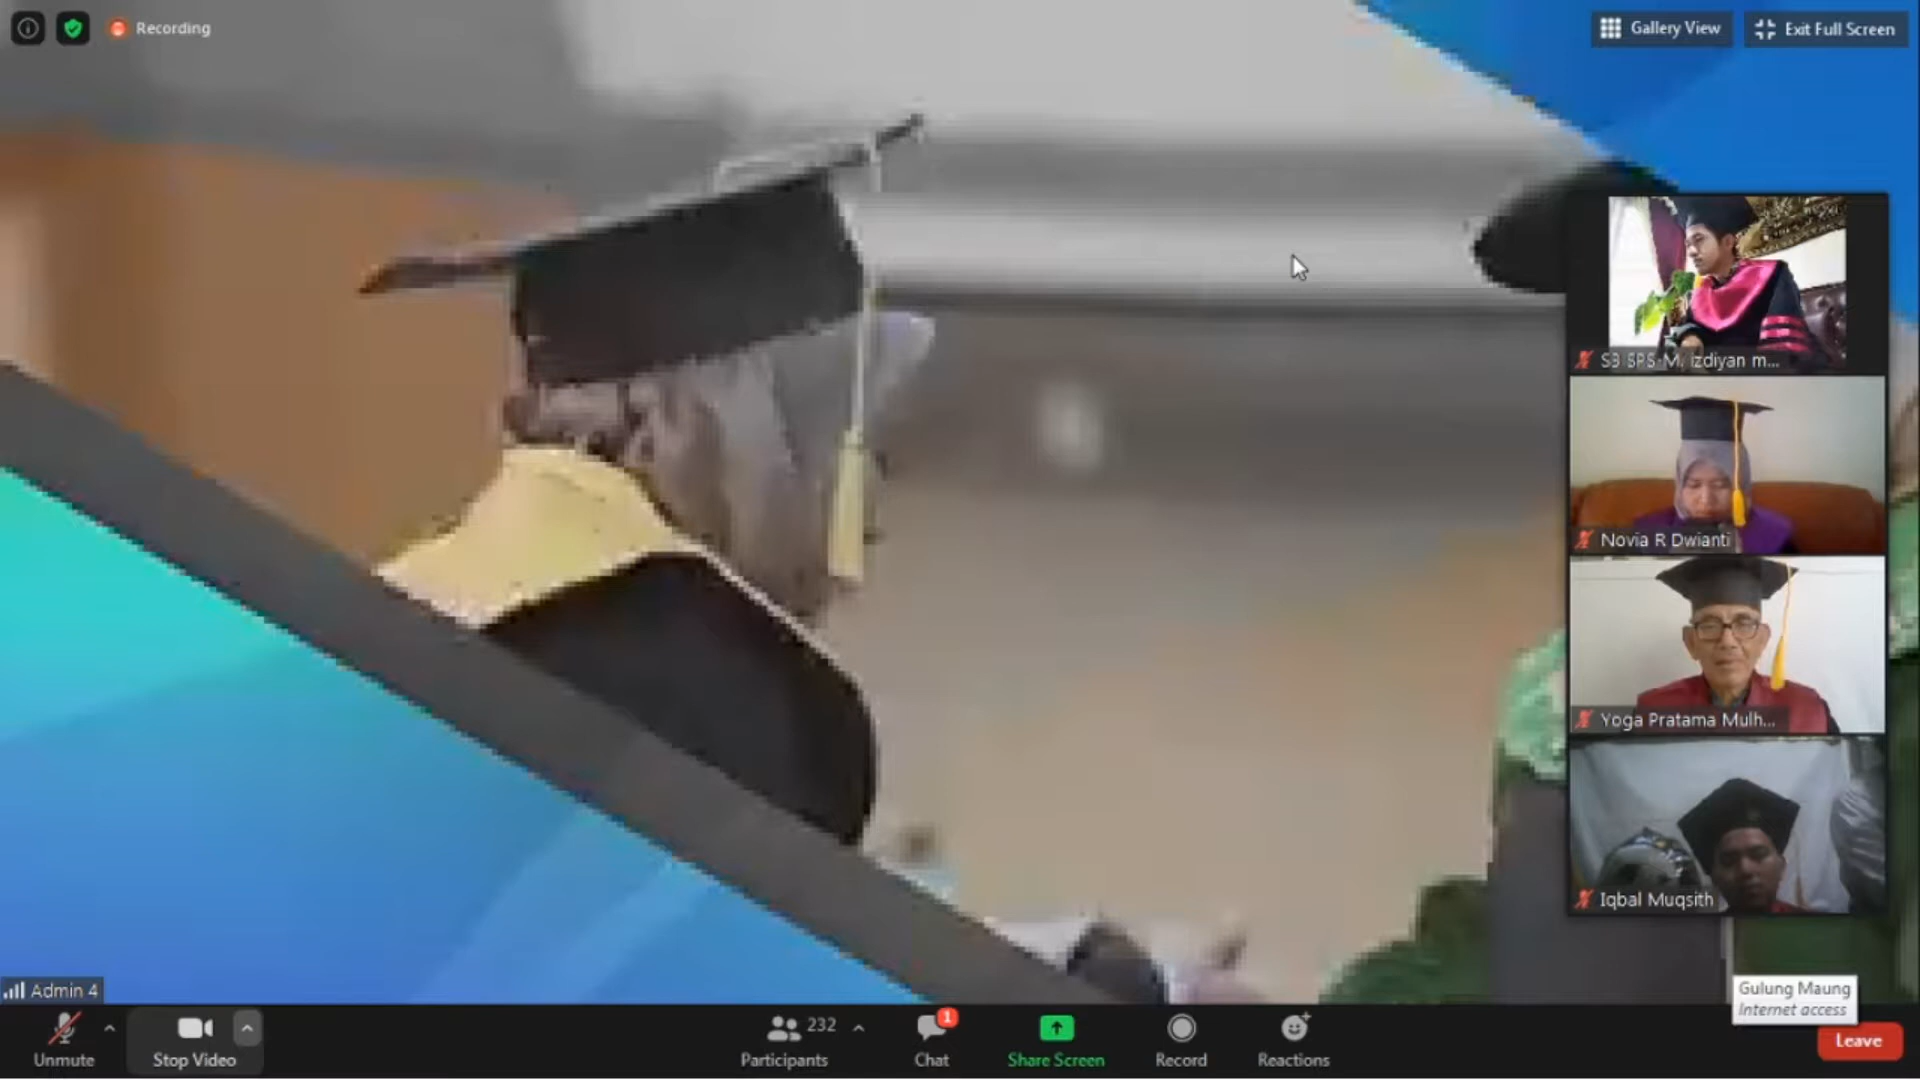 Recording
Gallery View
Exit Full Screen
S3 SPS-M. izdiyan m...
Novia R Dwianti
Yoga Pratama Mulh...
Iqbal Muqsith
Admin 4
Gulung Maung
Internet access
Unmute
Stop Video
232
Participants
1
Chat
Share Screen
Record
Reactions
Leave